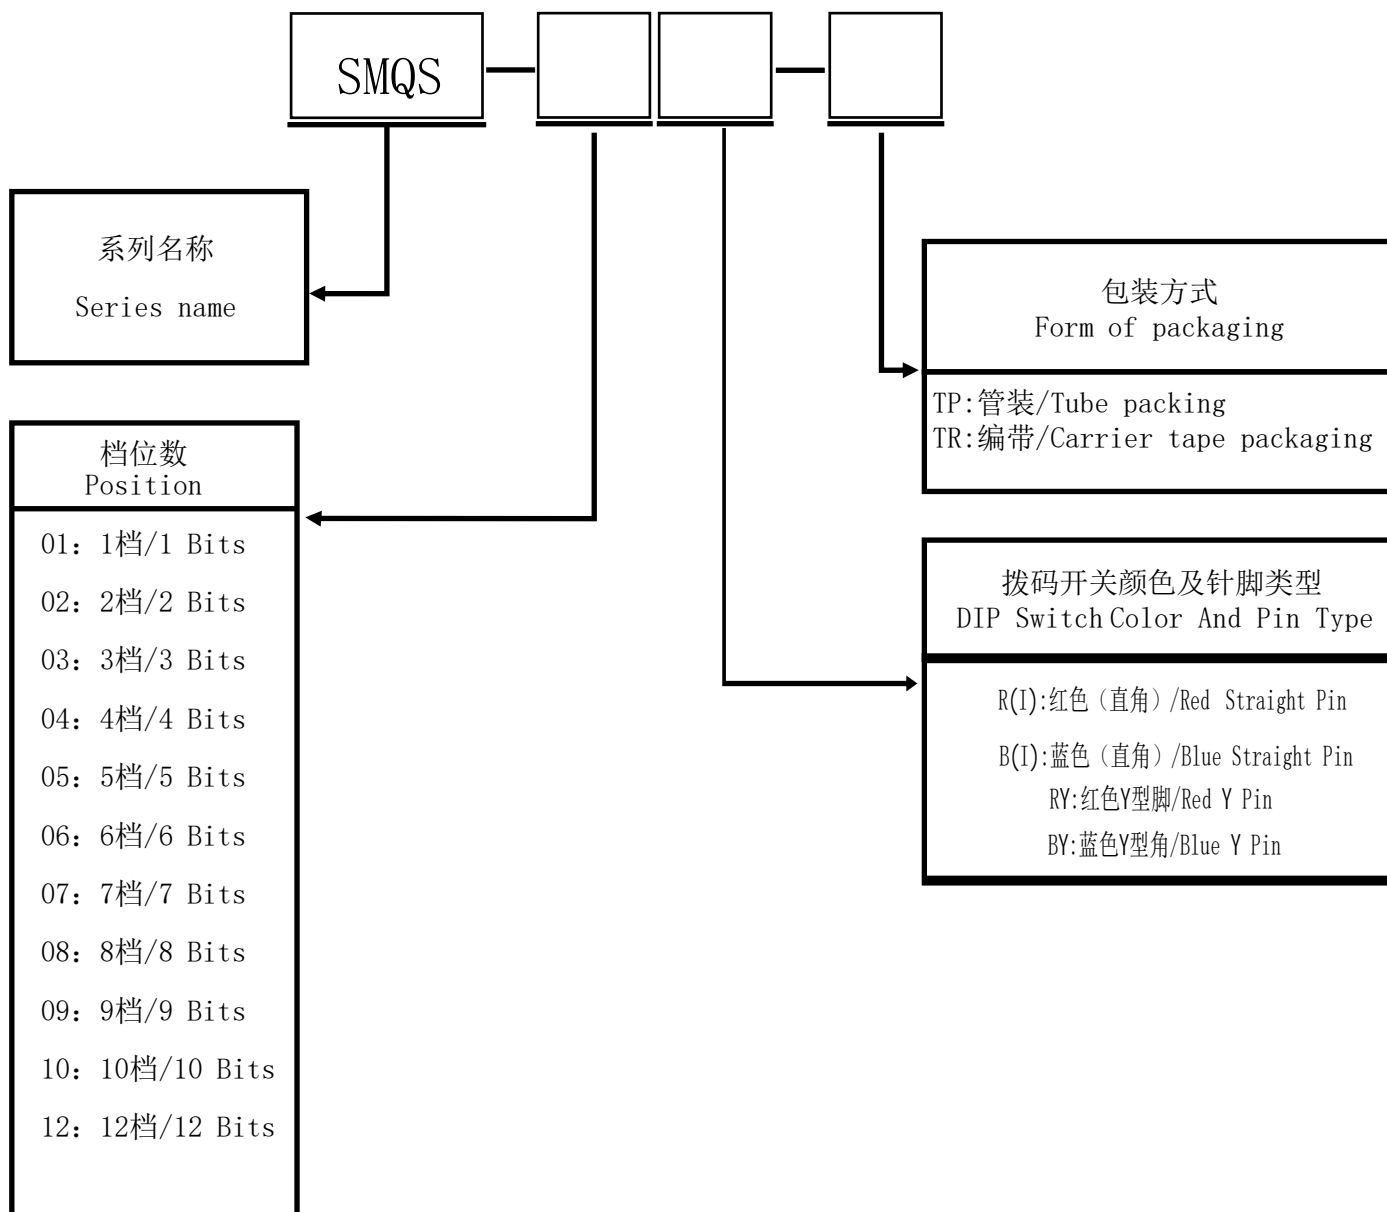 SMQS
系列名称
Series name
档位数
Position
01: 1档/1 Bits
02: 2档/2 Bits
03: 3档/3 Bits
04: 4档/4 Bits
05: 5档/5 Bits
06: 6档/6 Bits
07: 7档/7 Bits
08: 8档/8 Bits
09: 9档/9 Bits
10: 10档/10 Bits
12: 12档/12 Bits
包装方式
Form of packaging
TP:管装/Tube packing
TR:编带/Carrier tape packaging
拨码开关颜色及针脚类型
DIP Switch Color And Pin Type
R(I):红色（直角）/Red Straight Pin
B(I):蓝色（直角）/Blue Straight Pin
RY:红色Y型脚/Red Y Pin
BY:蓝色Y型角/Blue Y Pin